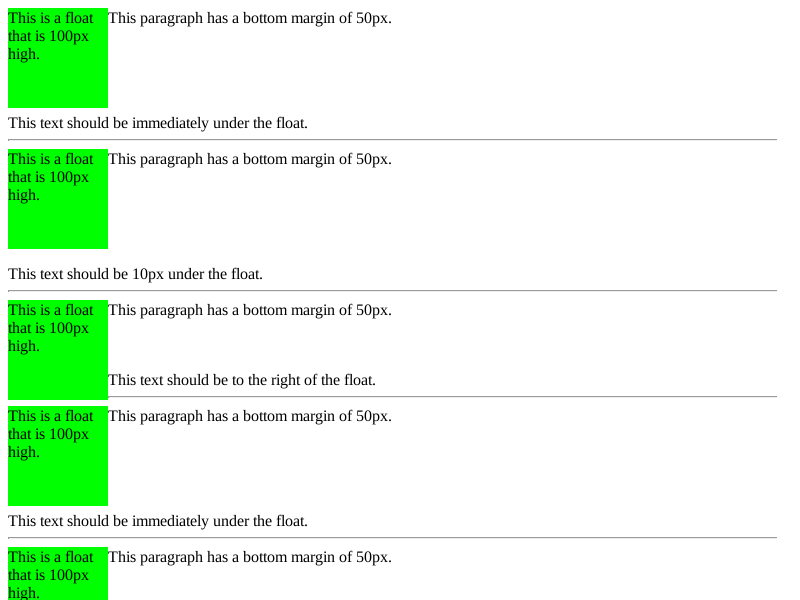 This is a float
that is 100px
high.
This paragraph has a bottom margin of 50px.
This text should be immediately under the float.
This is a float
that is 100px
high.
This paragraph has a bottom margin of 50px.
This text should be 10px under the float.
This is a float
that is 100px
high.
This paragraph has a bottom margin of 50px.
This text should be to the right of the float.
This is a float
that is 100px
high.
This paragraph has a bottom margin of 50px.
This text should be immediately under the float.
This is a float
that is 100px
high.
This paragraph has a bottom margin of 50px.